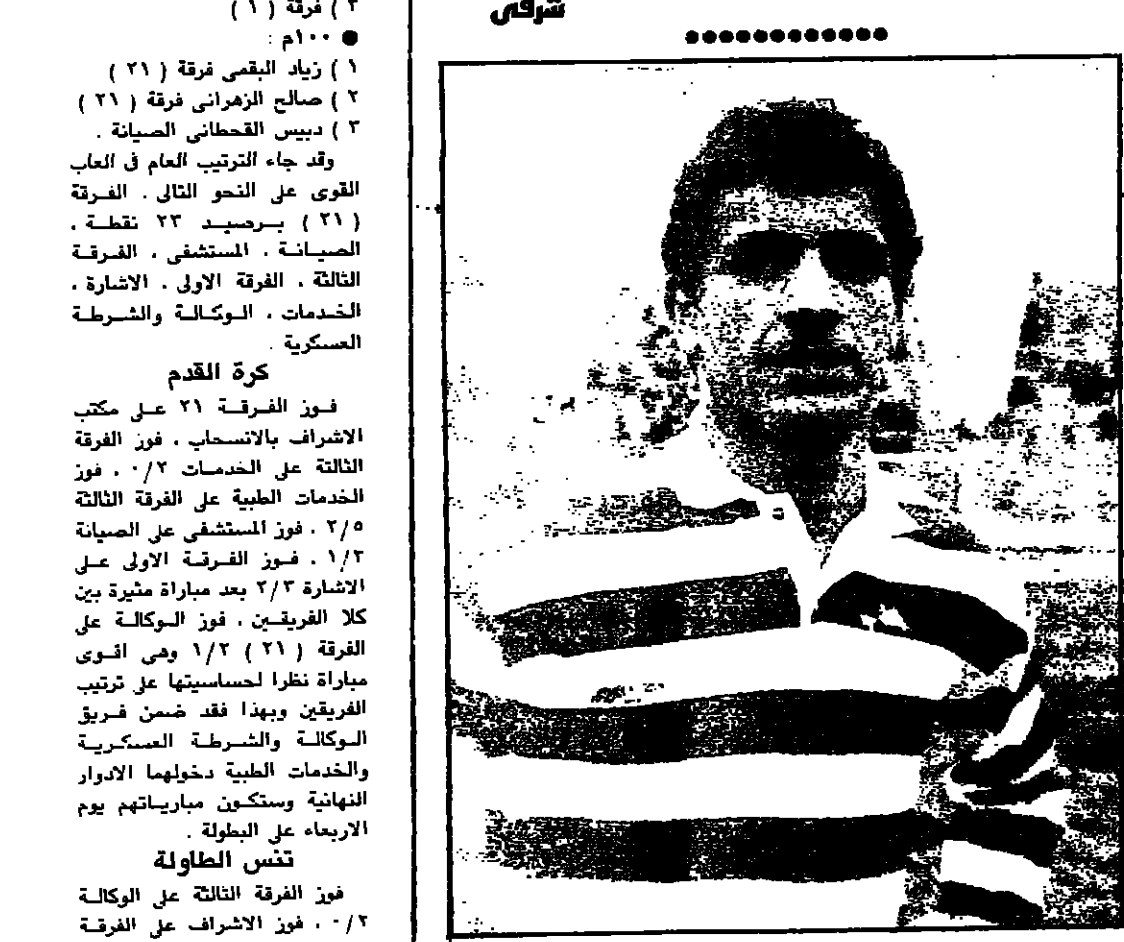 شرقى
٢ ) فرقة ( ١ )
● ١٠٠م :
١ ) زياد البقمى فرقة ( ٢١ )
٢ ) صالح الزهرانى فرقة ( ٢١ )
٣ ) دبيس القحطانى الصيانة .
وقد جاء الترتيب العام فى العاب
القوى على النحو التالى . الفرقة
( ٢١ ) برصيد ٢٣ نقطة ،
الصيانة ، المستشفى ، الفرقة
الثالثة ، الفرقة الاولى ، الاشارة ،
الخدمات ، الوكالة والشرطة
العسكرية .
كرة القدم
فوز الفرقة ٢١ على مكتب
الاشراف بالانسحاب ، فوز الفرقة
الثالتة على الخدمات ٠/٢ ، فوز
الخدمات الطبية على الفرقة الثالثة
٢/٥ ، فوز المستشفى على الصيانة
١/٢ ، فوز الفرقة الاولى على
الاشارة ٢/٣ بعد مباراة مثيرة بين
كلا الفريقين ، فوز الوكالة على
الفرقة ( ٢١ ) ١/٢ وهى اقوى
مباراة نظرا لحساسيتها على ترتيب
الفريقين وبهذا فقد ضمن فريق
الوكالة والشرطة العسكرية
والخدمات الطبية دخولهما الادوار
النهانية وستكون مبارياتهم يوم
الاربعاء على البطولة .
تنس الطاولة
فوز الفرقة الثالثة على الوكالة
٠/٢ ، فوز الاشراف على الفرقة